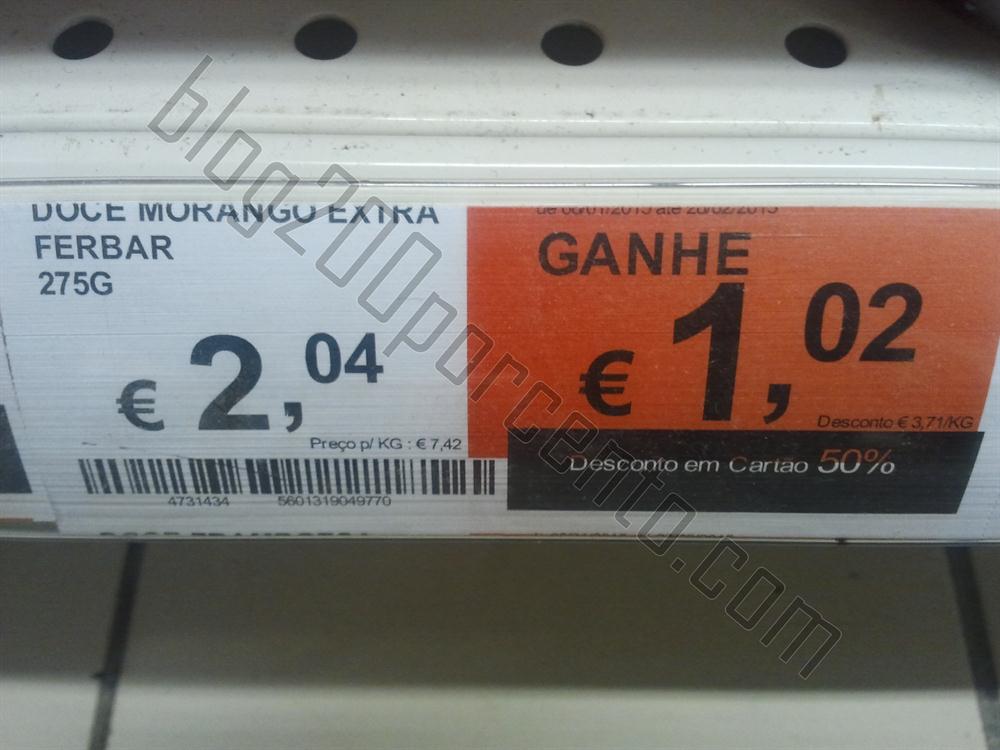 DOCE MORANGO EXTRA
FERBAR
275G
€ 2,04
Preço p/ KG : € 7,42
4731434 5601319049770
GANHE
€ 1,02
Desconto € 3,71/KG
Desconto em Cartão 50%
blog200porcento.com